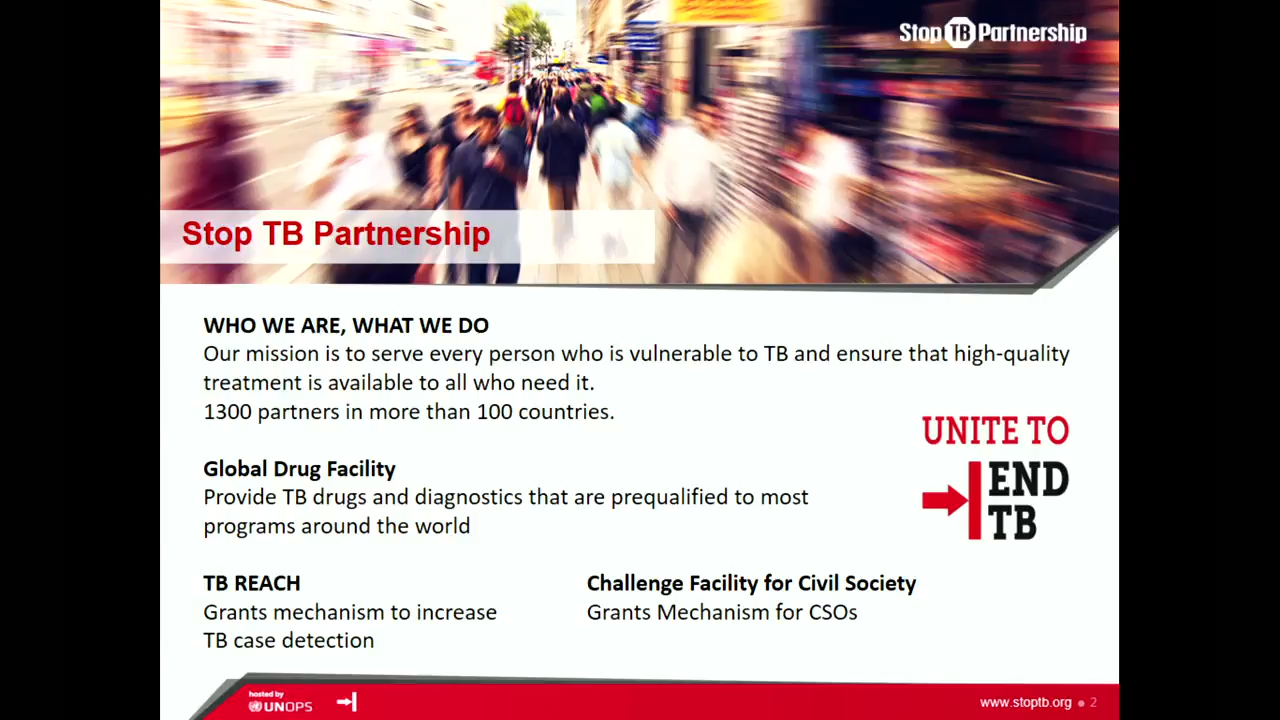 Stop TB Partnership
Stop TB Partnership
WHO WE ARE, WHAT WE DO
Our mission is to serve every person who is vulnerable to TB and ensure that high-quality
treatment is available to all who need it.
1300 partners in more than 100 countries.
UNITE TO
END
TB
Global Drug Facility
Provide TB drugs and diagnostics that are prequalified to most
programs around the world
TB REACH
Grants mechanism to increase
TB case detection
Challenge Facility for Civil Society
Grants Mechanism for CSOs
hosted by
UNOPS
www.stoptb.org ● 2